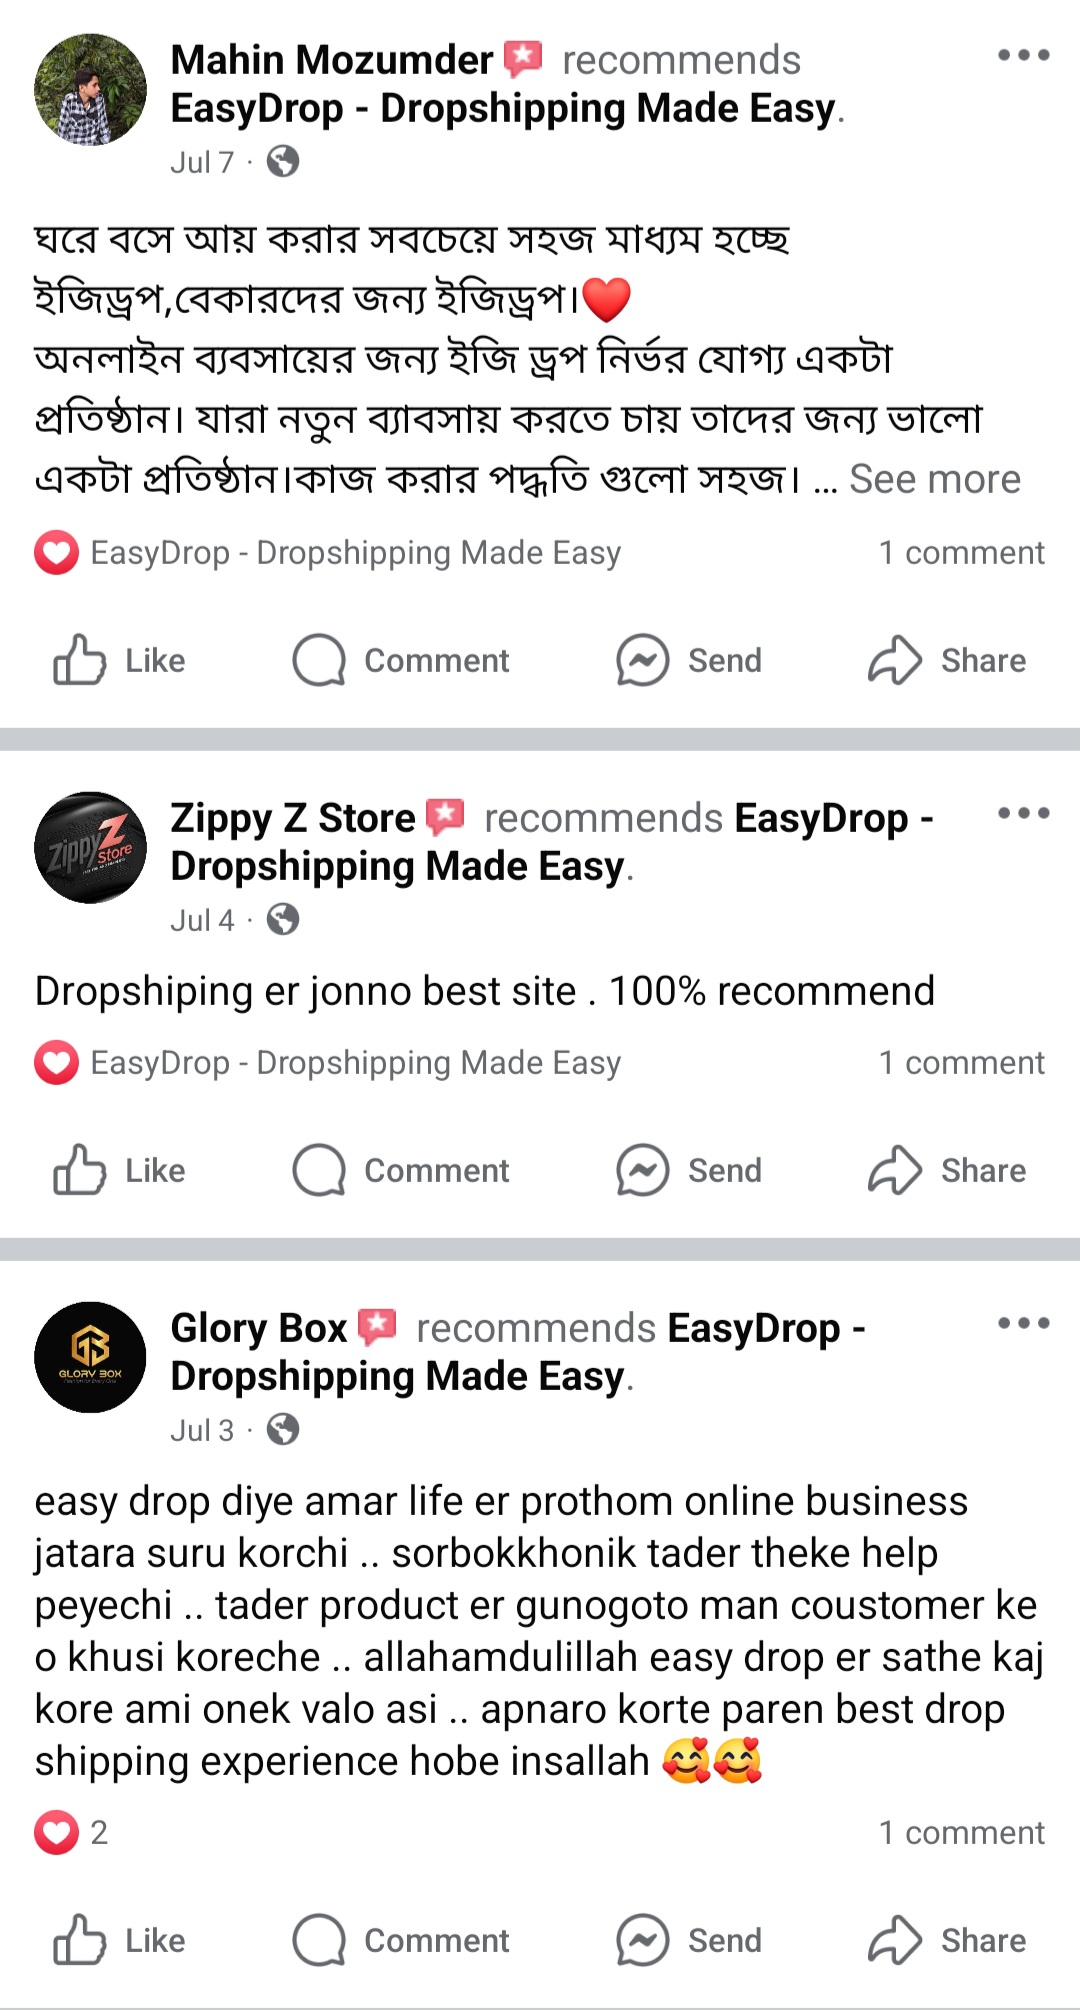 Mahin Mozumder recommends
EasyDrop - Dropshipping Made Easy.
Jul 7 ·
ঘরে বসে আয় করার সবচেয়ে সহজ মাধ্যম হচ্ছে
ইজিড্রপ,বেকারদের জন্য ইজিড্রপ।❤️
অনলাইন ব্যবসায়ের জন্য ইজি ড্রপ নির্ভর যোগ্য একটা
প্রতিষ্ঠান। যারা নতুন ব্যাবসায় করতে চায় তাদের জন্য ভালো
একটা প্রতিষ্ঠান।কাজ করার পদ্ধতি গুলো সহজ। ... See more
EasyDrop - Dropshipping Made Easy 1 comment
Like Comment Send Share
Zippy Z Store
Zippy Z Store recommends EasyDrop -
Dropshipping Made Easy.
Jul 4 ·
Dropshiping er jonno best site . 100% recommend
EasyDrop - Dropshipping Made Easy 1 comment
Like Comment Send Share
GLORY BOX
Glory Box recommends EasyDrop -
Dropshipping Made Easy.
Jul 3 ·
easy drop diye amar life er prothom online business
jatara suru korchi .. sorbokkhonik tader theke help
peyechi .. tader product er gunogoto man coustomer ke
o khusi koreche .. allahamdulillah easy drop er sathe kaj
kore ami onek valo asi .. apnaro korte paren best drop
shipping experience hobe insallah 🥰🥰
2 1 comment
Like Comment Send Share